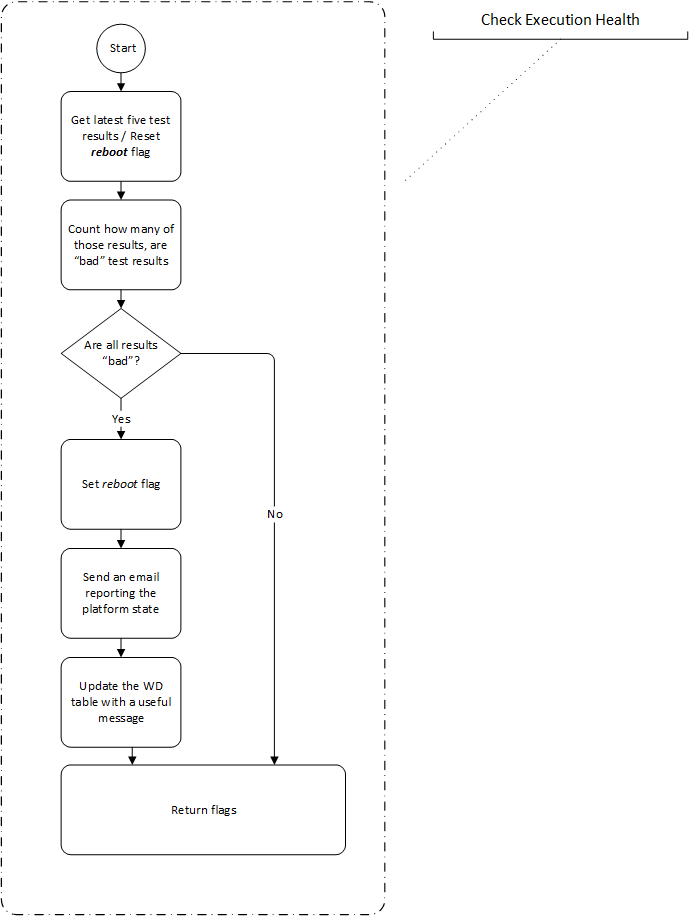 Check Execution Health
Start
Get latest five test
results / Reset
reboot flag
Count how many of
those results, are
“bad” test results
Are all results
“bad”?
Yes
Set reboot flag
No
Send an email
reporting the
platform state
Update the WD
table with a useful
message
Return flags